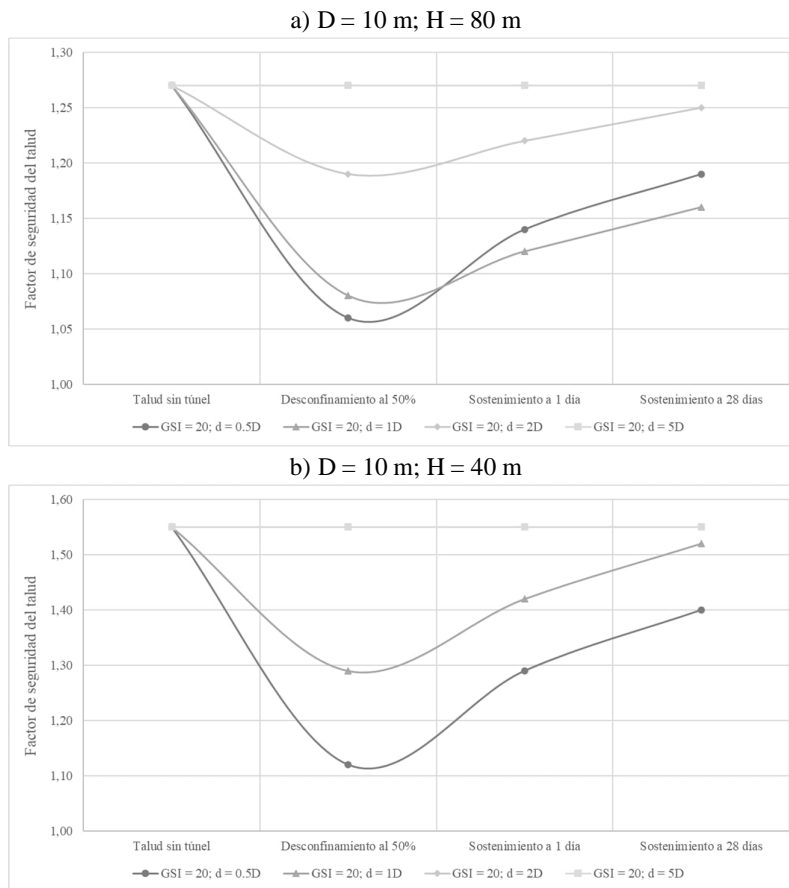 a) D = 10 m; H = 80 m
1,30
1,25
1,20
1,15
1,10
1,05
1,00
Factor de seguridad del talud
Talud sin túnel Desconfinamiento al 50% Sostenimiento a 1 día Sostenimiento a 28 días
GSI = 20; d = 0.5D GSI = 20; d = 1D GSI = 20; d = 2D GSI = 20; d = 5D
b) D = 10 m; H = 40 m
1,60
1,50
1,40
1,30
1,20
1,10
1,00
Factor de seguridad del talud
Talud sin túnel Desconfinamiento al 50% Sostenimiento a 1 día Sostenimiento a 28 días
GSI = 20; d = 0.5D GSI = 20; d = 1D GSI = 20; d = 2D GSI = 20; d = 5D